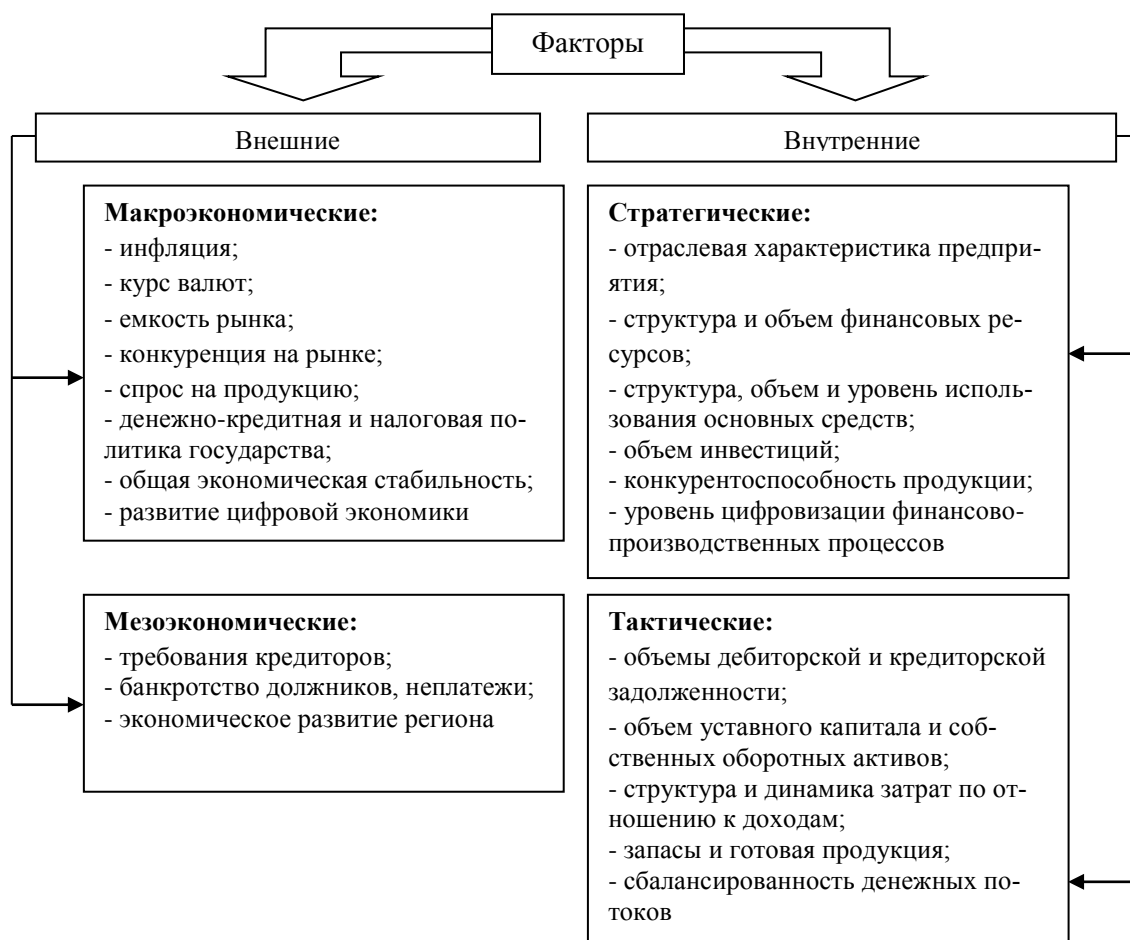 Факторы
Внешние
Внутренние
Макроэкономические:
- инфляция;
- курс валют;
- емкость рынка;
- конкуренция на рынке;
- спрос на продукцию;
- денежно-кредитная и налоговая по-
литика государства;
- общая экономическая стабильность;
- развитие цифровой экономики
Стратегические:
- отраслевая характеристика предпри-
ятия;
- структура и объем финансовых ре-
сурсов;
- структура, объем и уровень исполь-
зования основных средств;
- объем инвестиций;
- конкурентоспособность продукции;
- уровень цифровизации финансово-
производственных процессов
Мезоэкономические:
- требования кредиторов;
- банкротство должников, неплатежи;
- экономическое развитие региона
Тактические:
- объемы дебиторской и кредиторской
задолженности;
- объем уставного капитала и соб-
ственных оборотных активов;
- структура и динамика затрат по от-
ношению к доходам;
- запасы и готовая продукция;
- сбалансированность денежных по-
токов